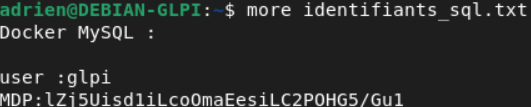 adrien@DEBIAN-GLPI:~$ more identifiants_sql.txt
Docker MySQL :

user :glpi
MDP:lZj5Uisd1iLcoOmaEesiLC2POHG5/Gu1